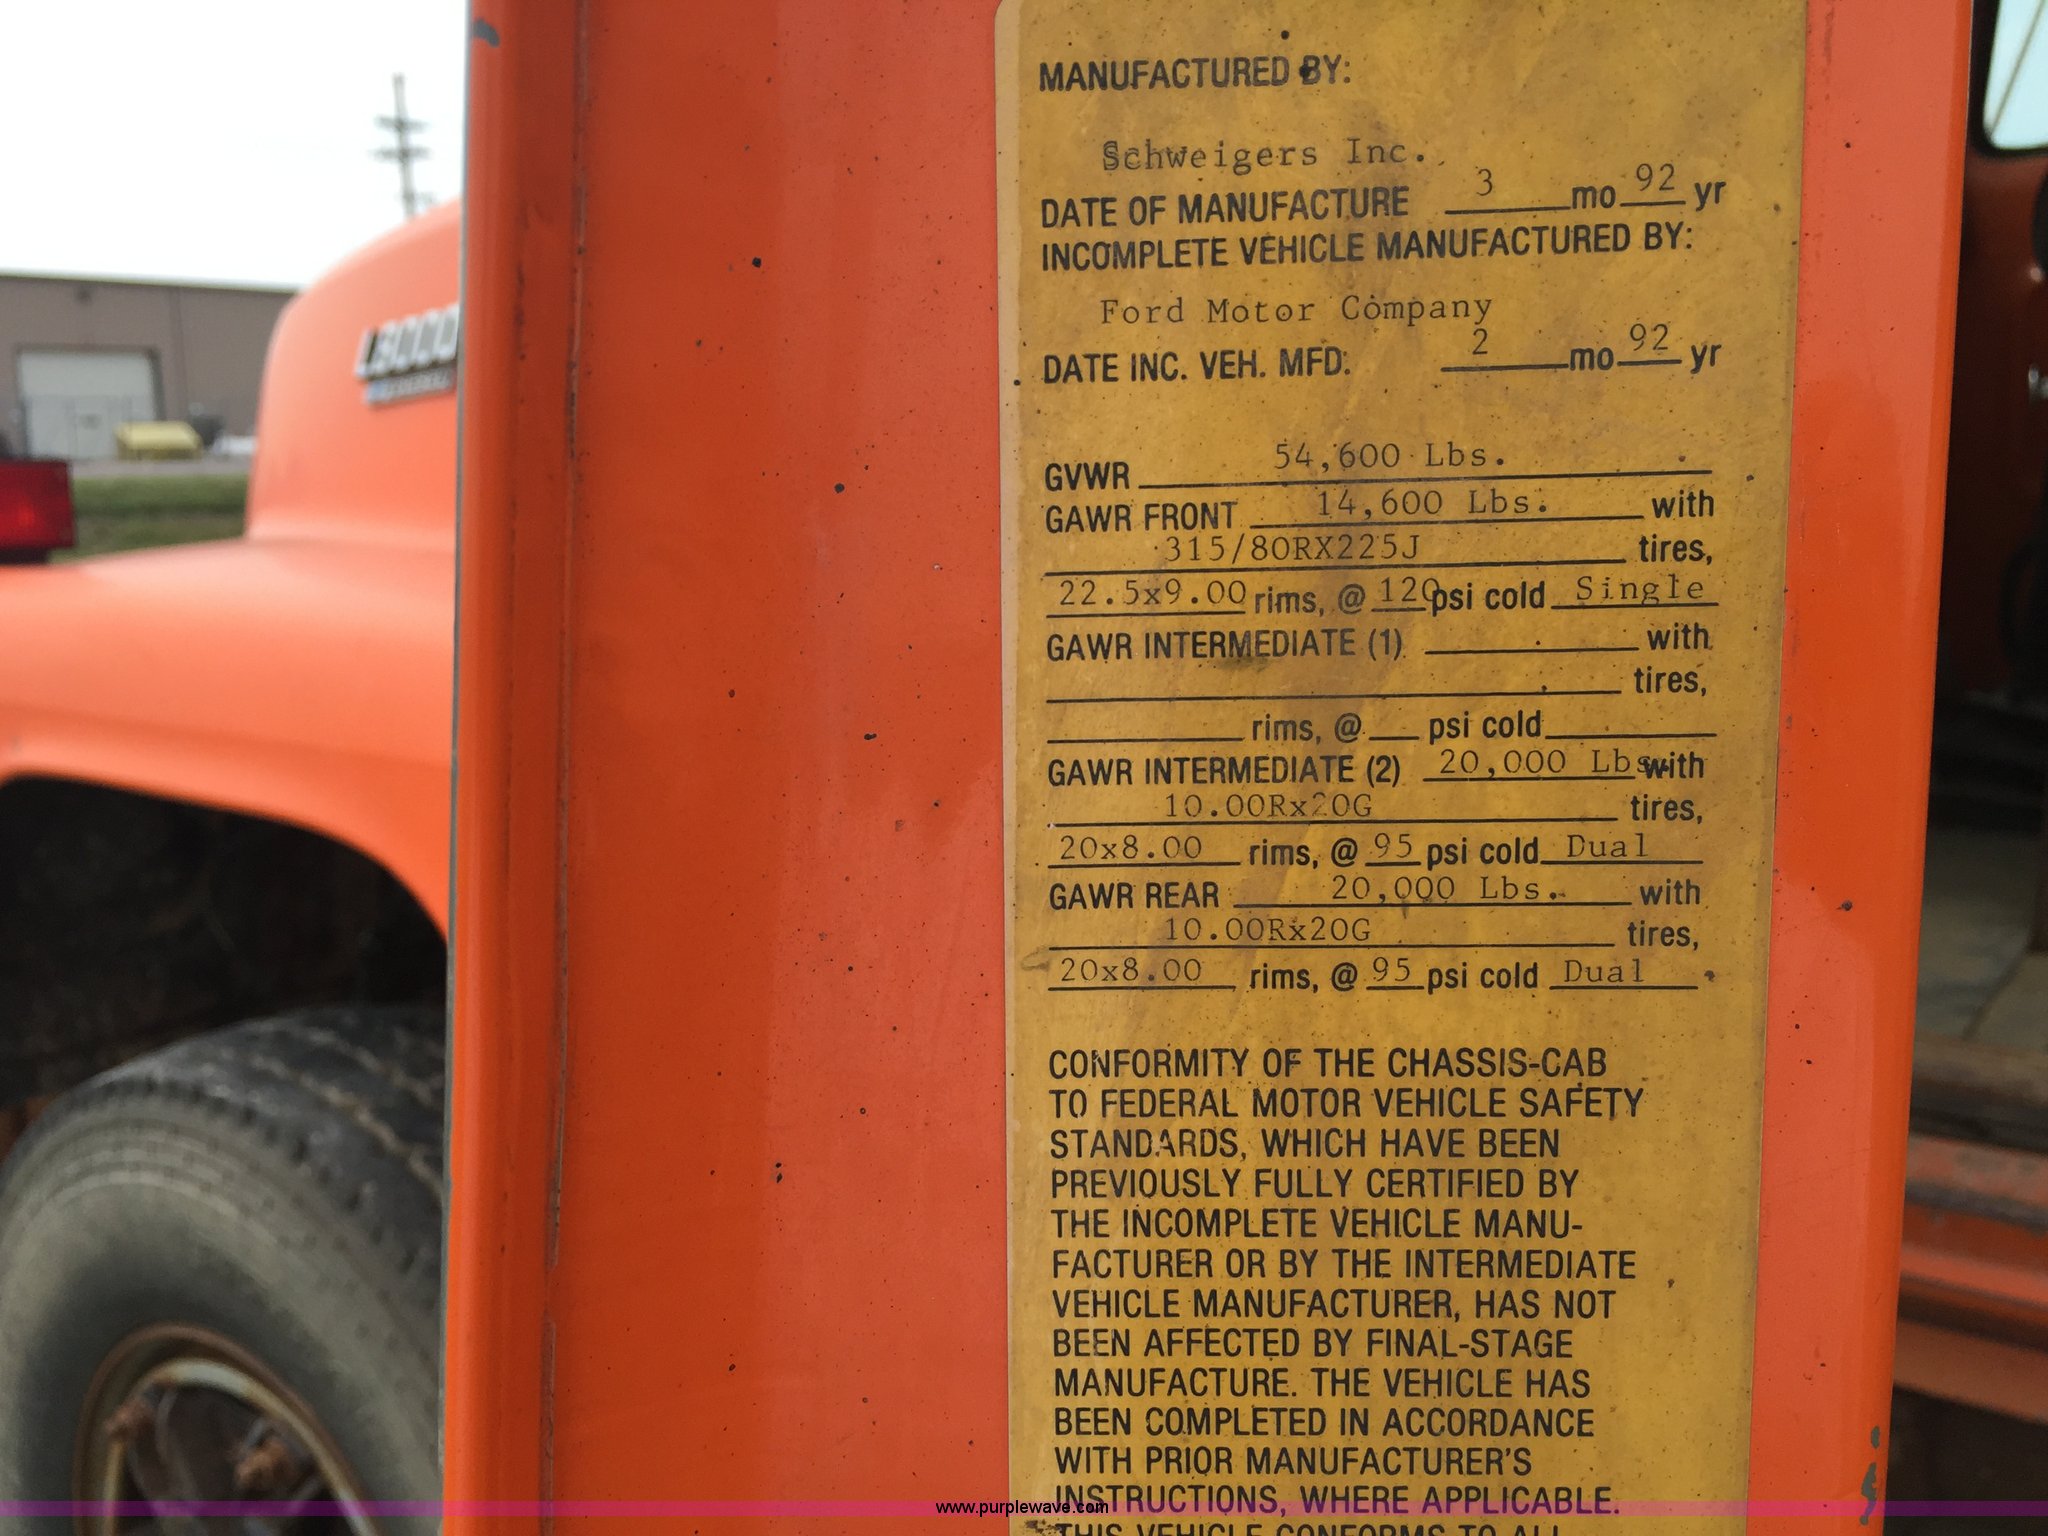 MANUFACTURED BY:
Schweigers Inc.
DATE OF MANUFACTURE 3 mo 92 yr
INCOMPLETE VEHICLE MANUFACTURED BY:
Ford Motor Company
DATE INC. VEH. MFD: 2 mo 92 yr
GVWR 54,600 Lbs.
GAWR FRONT 14,600 Lbs. with
315/80RX225J tires,
22.5x9.00 rims, @ 120 psi cold Single
GAWR INTERMEDIATE (1) with
tires,
rims, @ psi cold
GAWR INTERMEDIATE (2) 20,000 Lbs. with
10.00Rx20G tires,
20x8.00 rims, @ 95 psi cold Dual
GAWR REAR 20,000 Lbs. with
10.00Rx20G tires,
20x8.00 rims, @ 95 psi cold Dual
CONFORMITY OF THE CHASSIS-CAB
TO FEDERAL MOTOR VEHICLE SAFETY
STANDARDS, WHICH HAVE BEEN
PREVIOUSLY FULLY CERTIFIED BY
THE INCOMPLETE VEHICLE MANU-
FACTURER OR BY THE INTERMEDIATE
VEHICLE MANUFACTURER, HAS NOT
BEEN AFFECTED BY FINAL-STAGE
MANUFACTURE. THE VEHICLE HAS
BEEN COMPLETED IN ACCORDANCE
WITH PRIOR MANUFACTURER'S
INSTRUCTIONS, WHERE APPLICABLE.
THIS VEHICLE CONFORMS TO ALL
www.purplewave.com